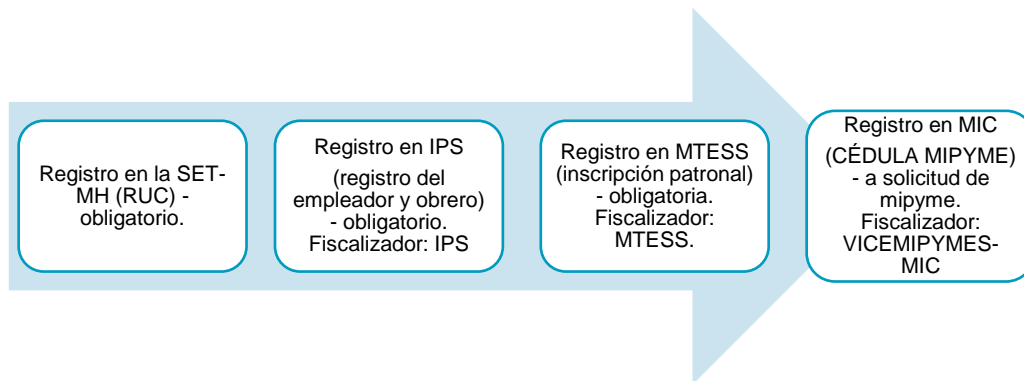 Registro en la SET-
MH (RUC) -
obligatorio.
Registro en IPS
(registro del
empleador y obrero)
- obligatorio.
Fiscalizador: IPS
Registro en MTESS
(inscripción patronal)
- obligatoria.
Fiscalizador:
MTESS.
Registro en MIC
(CÉDULA MIPYME)
- a solicitud de
mipyme.
Fiscalizador:
VICEMIPYMES-
MIC